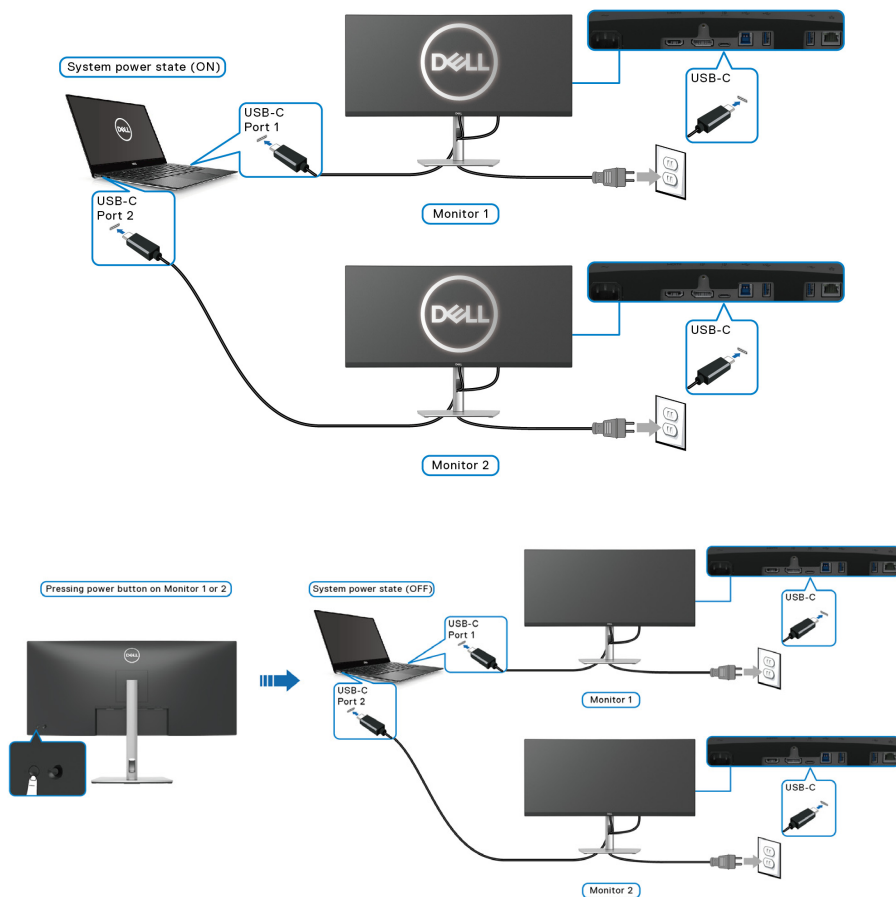 DELL
System power state (ON)
USB-C
Port 1
USB-C
DELL
USB-C
Port 2
Monitor 1
DELL
USB-C
Monitor 2
Pressing power button on Monitor 1 or 2
System power state (OFF)
USB-C
USB-C
Port 1
DELL
USB-C
Port 2
Monitor 1
USB-C
Monitor 2